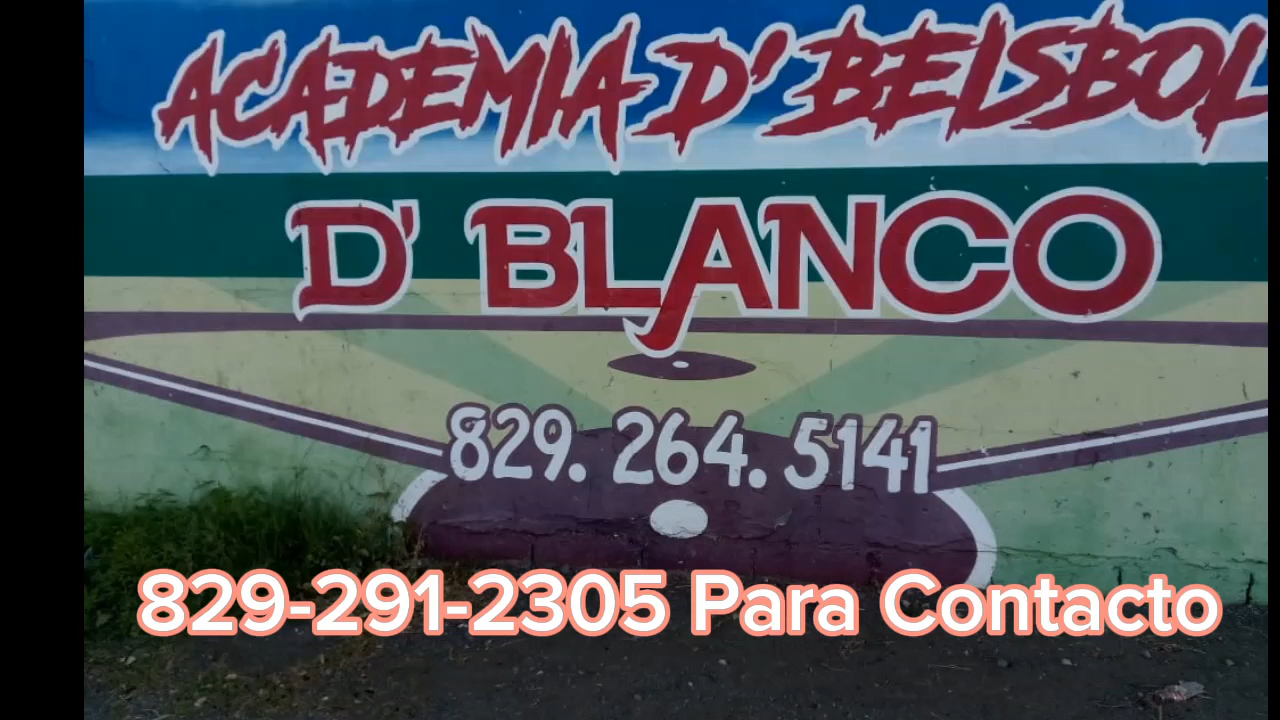 ACADEMIA D' BEISBOL
D' BLANCO
829. 264. 5141
829-291-2305 Para Contacto